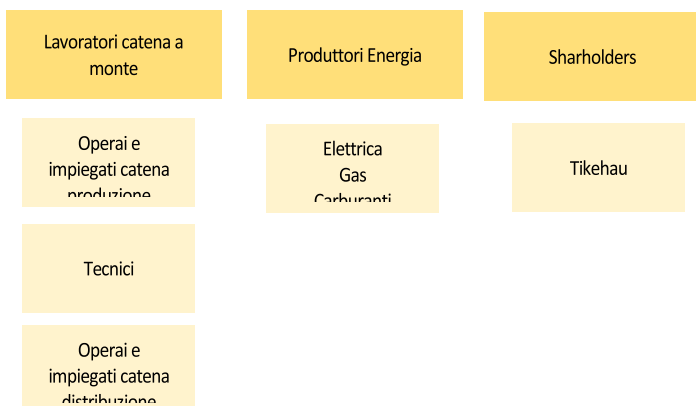 Lavoratori catena a
monte
Produttori Energia
Sharholders
Operai e
impiegati catena
produzione
Elettrica
Gas
Carburanti
Tikehau
Tecnici
Operai e
impiegati catena
distribuzione